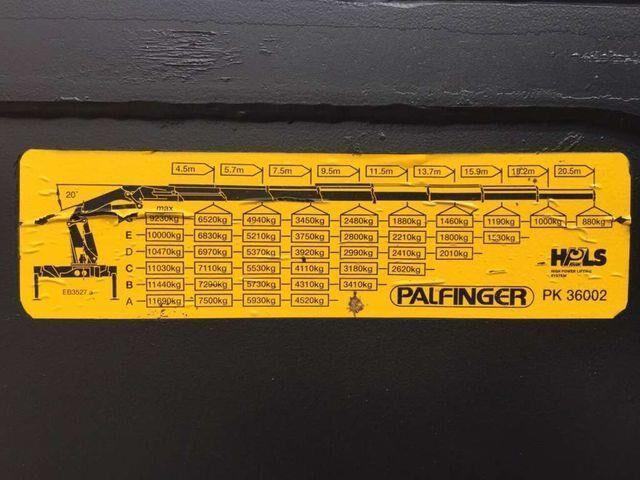 4.5m 5.7m 7.5m 9.5m 11.5m 13.7m 15.9m 18.2m 20.5m
20°
max
G 9230kg 6520kg 4940kg 3450kg 2480kg 1880kg 1460kg 1190kg 1000kg 880kg
E 10000kg 6830kg 5210kg 3750kg 2800kg 2210kg 1800kg 1530kg
D 10470kg 6970kg 5370kg 3920kg 2990kg 2410kg 2010kg
C 11030kg 7110kg 5530kg 4110kg 3180kg 2620kg
B 11440kg 7290kg 5730kg 4310kg 3410kg
A 11690kg 7500kg 5930kg 4520kg
EB3527
HPLS
HIGH POWER LIFTING
SYSTEM
PALFINGER PK 36002